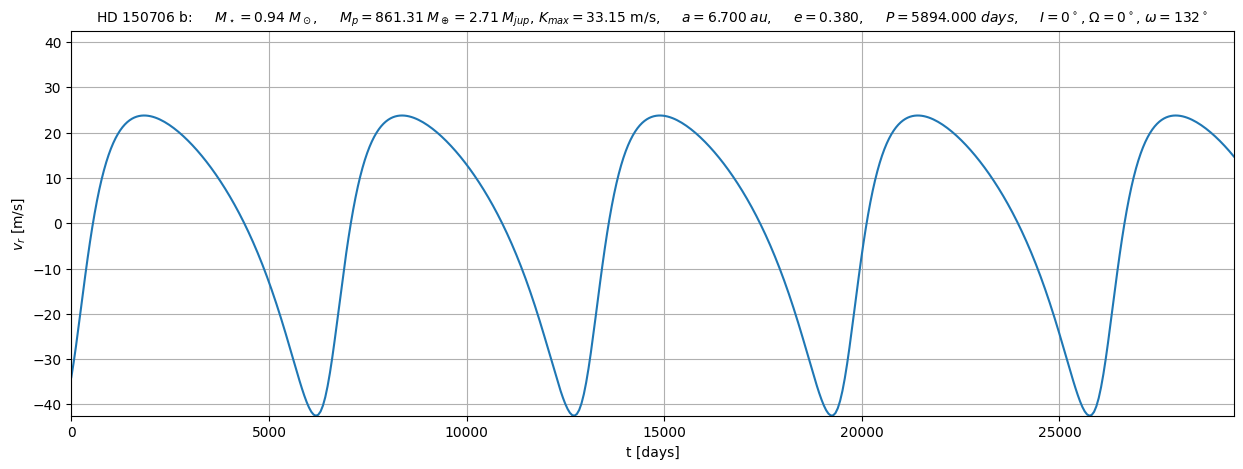 HD 150706 b: M⋆ = 0.94 M⊙, Mp = 861.31 M⊕ = 2.71 Mjup, Kmax = 33.15 m/s, a = 6.700 au, e = 0.380, P = 5894.000 days, I = 0°, Ω = 0°, ω = 132°
40
30
20
10
0
−10
−20
−30
−40
vr [m/s]
0 5000 10000 15000 20000 25000
t [days]